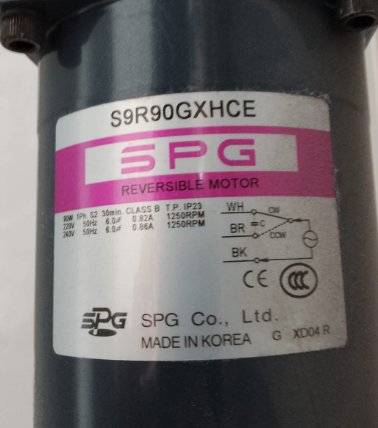 S9R90GXHCE
SPG
REVERSIBLE MOTOR
90W 1Ph. S2 30min. CLASS B T.P. IP23
220V 50Hz 6.0㎌ 0.82A 1250RPM
240V 50Hz 6.0㎌ 0.86A 1250RPM
WH CW
C
BR CCW
BK
CE CCC
SPG SPG Co., Ltd.
MADE IN KOREA G XD04 R